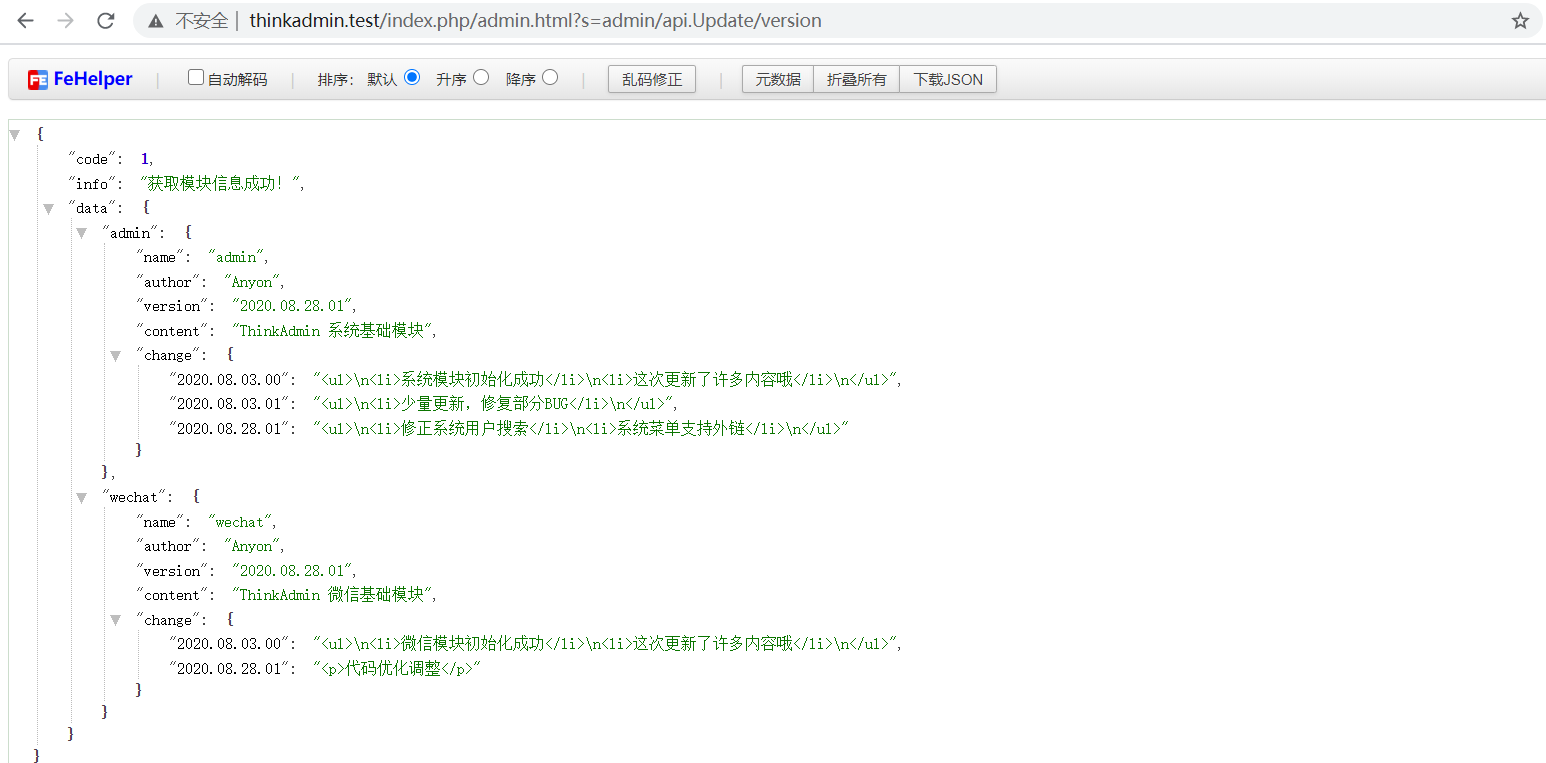 不安全 | thinkadmin.test/index.php/admin.html?s=admin/api.Update/version
FeHelper | 自动解码 | 排序: 默认 升序 降序 | 乱码修正 | 元数据 折叠所有 下载JSON
{
"code": 1,
"info": "获取模块信息成功！",
"data": {
"admin": {
"name": "admin",
"author": "Anyon",
"version": "2020.08.28.01",
"content": "ThinkAdmin 系统基础模块",
"change": {
"2020.08.03.00": "<ul>\n<li>系统模块初始化成功</li>\n<li>这次更新了许多内容哦</li>\n</ul>",
"2020.08.03.01": "<ul>\n<li>少量更新，修复部分BUG</li>\n</ul>",
"2020.08.28.01": "<ul>\n<li>修正系统用户搜索</li>\n<li>系统菜单支持外链</li>\n</ul>"
}
},
"wechat": {
"name": "wechat",
"author": "Anyon",
"version": "2020.08.28.01",
"content": "ThinkAdmin 微信基础模块",
"change": {
"2020.08.03.00": "<ul>\n<li>微信模块初始化成功</li>\n<li>这次更新了许多内容哦</li>\n</ul>",
"2020.08.28.01": "<p>代码优化调整</p>"
}
}
}
}